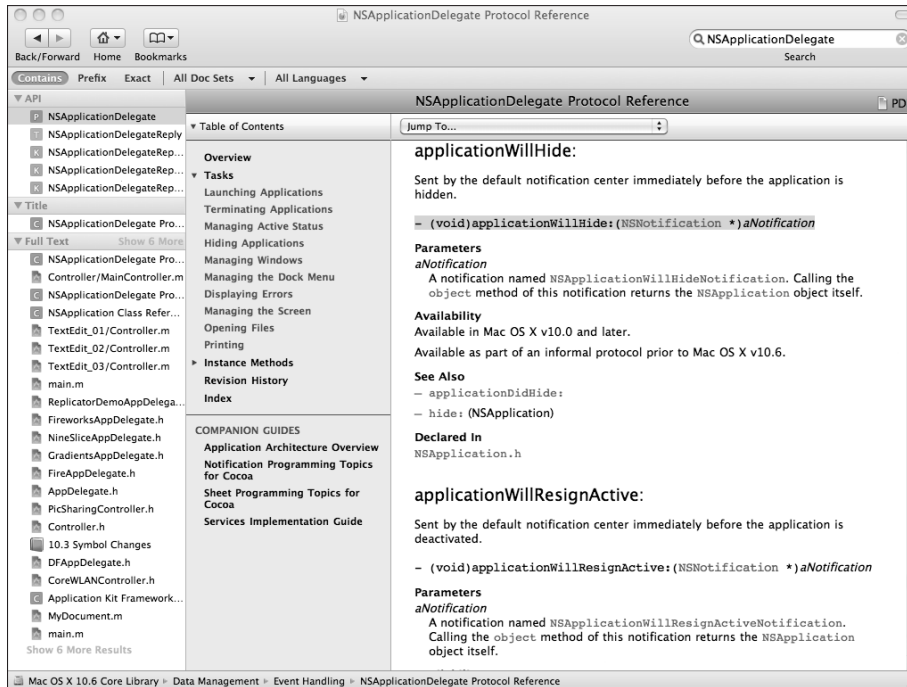 NSApplicationDelegate Protocol Reference
NSApplicationDelegate
Back/Forward Home Bookmarks
Search
Contains Prefix Exact All Doc Sets All Languages
API
P NSApplicationDelegate
T NSApplicationDelegateReply
K NSApplicationDelegateRep...
K NSApplicationDelegateRep...
K NSApplicationDelegateRep...
Title
C NSApplicationDelegate Pro...
Full Text Show 6 More
C NSApplicationDelegate Pro...
Controller/MainController.m
C NSApplicationDelegate Pro...
C NSApplication Class Refer...
TextEdit_01/Controller.m
TextEdit_02/Controller.m
TextEdit_03/Controller.m
main.m
ReplicatorDemoAppDelega...
FireworksAppDelegate.h
NineSliceAppDelegate.h
GradientsAppDelegate.h
FireAppDelegate.h
AppDelegate.h
PicSharingController.h
Controller.h
10.3 Symbol Changes
DFAppDelegate.h
CoreWLANController.h
C Application Kit Framework...
MyDocument.m
main.m
Show 6 More Results
NSApplicationDelegate Protocol Reference
PD
Table of Contents
Jump To...
Overview
Tasks
Launching Applications
Terminating Applications
Managing Active Status
Hiding Applications
Managing Windows
Managing the Dock Menu
Displaying Errors
Managing the Screen
Opening Files
Printing
Instance Methods
Revision History
Index
COMPANION GUIDES
Application Architecture Overview
Notification Programming Topics
for Cocoa
Sheet Programming Topics for
Cocoa
Services Implementation Guide
applicationWillHide:
Sent by the default notification center immediately before the application is
hidden.
- (void)applicationWillHide:(NSNotification *)aNotification
Parameters
aNotification
A notification named NSApplicationWillHideNotification. Calling the
object method of this notification returns the NSApplication object itself.
Availability
Available in Mac OS X v10.0 and later.
Available as part of an informal protocol prior to Mac OS X v10.6.
See Also
– applicationDidHide:
– hide: (NSApplication)
Declared In
NSApplication.h
applicationWillResignActive:
Sent by the default notification center immediately before the application is
deactivated.
- (void)applicationWillResignActive:(NSNotification *)aNotification
Parameters
aNotification
A notification named NSApplicationWillResignActiveNotification.
Calling the object method of this notification returns the NSApplication
object itself.
Mac OS X 10.6 Core Library ▸ Data Management ▸ Event Handling ▸ NSApplicationDelegate Protocol Reference